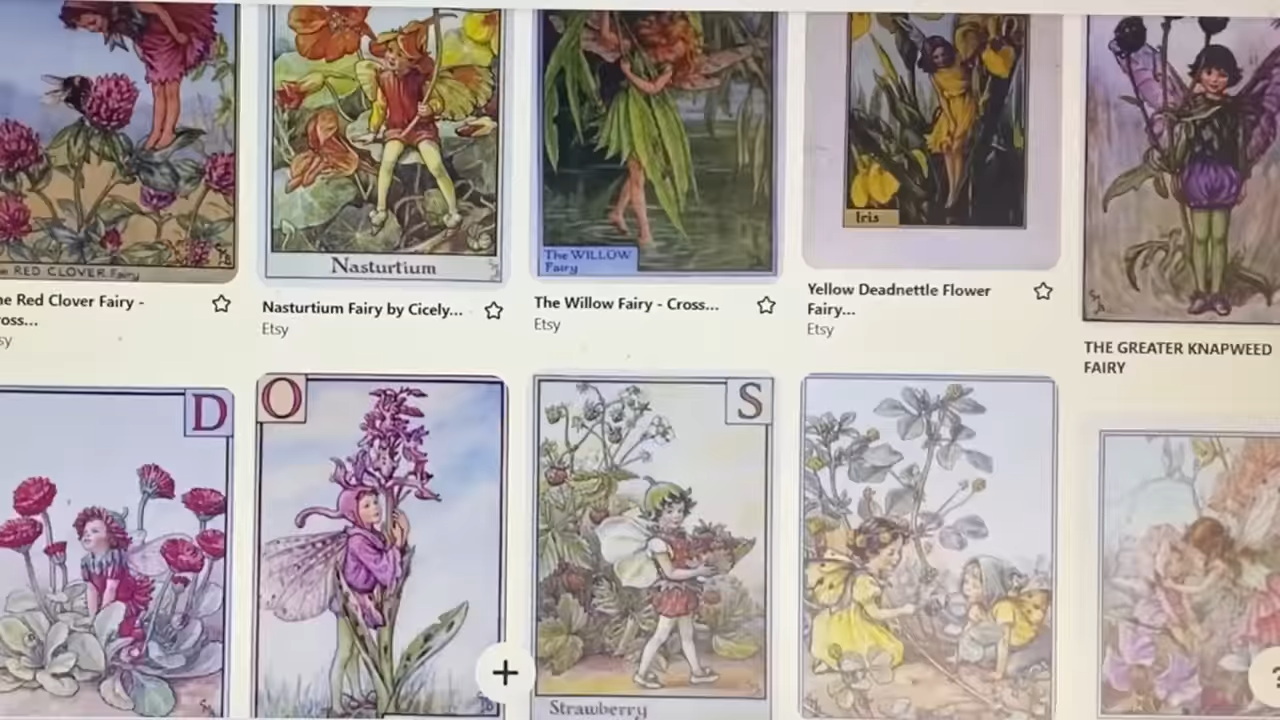 RED CLOVER Fairy
Nasturtium
The WILLOW
Fairy
Iris
Red Clover Fairy -
Nasturtium Fairy by Cicely...
Etsy
The Willow Fairy - Cross...
Etsy
Yellow Deadnettle Flower
Fairy...
Etsy
THE GREATER KNAPWEED
FAIRY
D
O
S
Strawberry
+